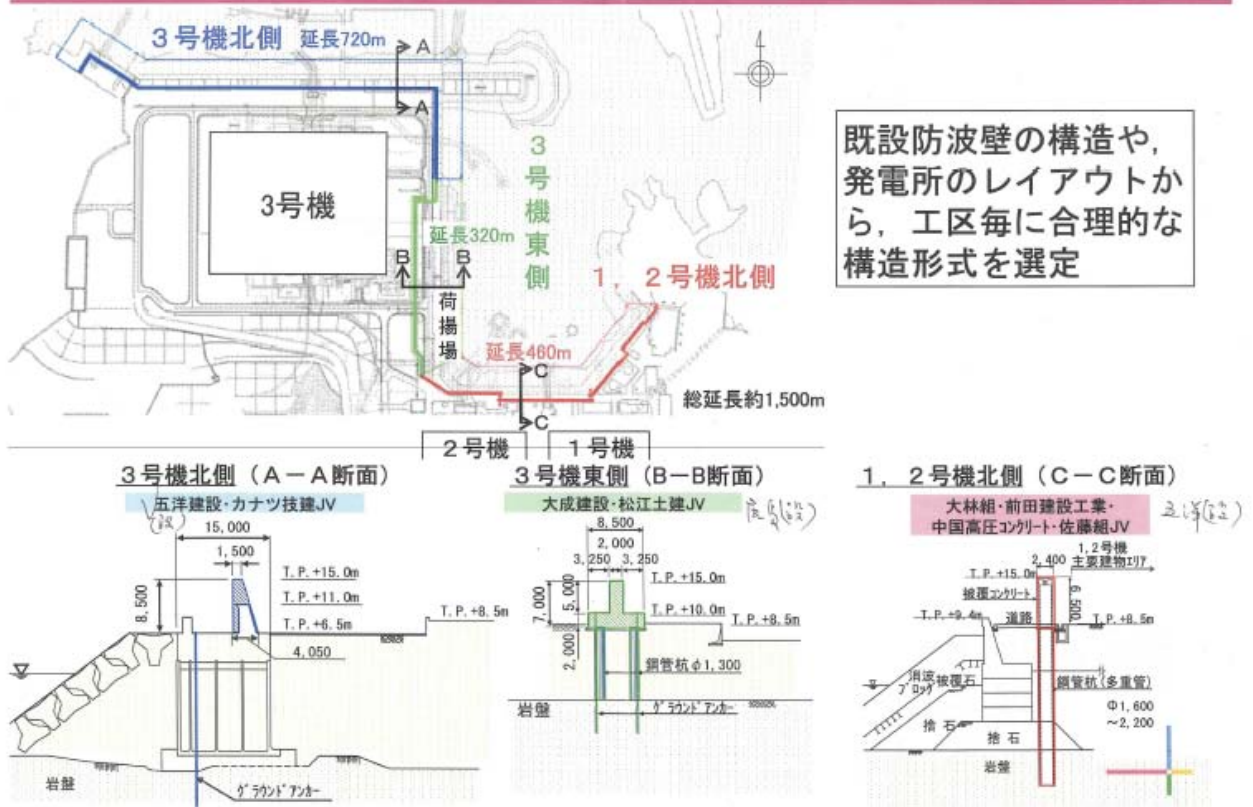 3号機北側 延長720m
A
A
3号機
3号機東側
延長320m
B B
荷揚場
1，2号機北側
延長460m
C
C
総延長約1,500m
2号機
1号機
既設防波壁の構造や，
発電所のレイアウトか
ら，工区毎に合理的な
構造形式を選定
3号機北側（A－A断面）
五洋建設・カナツ技建JV
15,000
1,500
8,500
T.P.+15.0m
T.P.+11.0m
T.P.+6.5m
T.P.+8.5m
4,050
岩盤
グラウンドアンカー
3号機東側（B－B断面）
大成建設・松江土建JV
8,500
2,000
3,250 3,250
7,000
5,000
2,000
T.P.+15.0m
T.P.+10.0m
T.P.+8.5m
鋼管杭φ1,300
岩盤
グラウンドアンカー
1，2号機北側（C－C断面）
大林組・前田建設工業・
中国高圧コンクリート・佐藤組JV
2,400
1,2号機
主要建物エリア
T.P.+15.0m
被覆コンクリート
6,500
T.P.+9.4m
道路
T.P.+8.5m
消波
ブロック
被覆石
鋼管杭(多重管)
Φ1,600
～2,200
捨石
捨石
岩盤